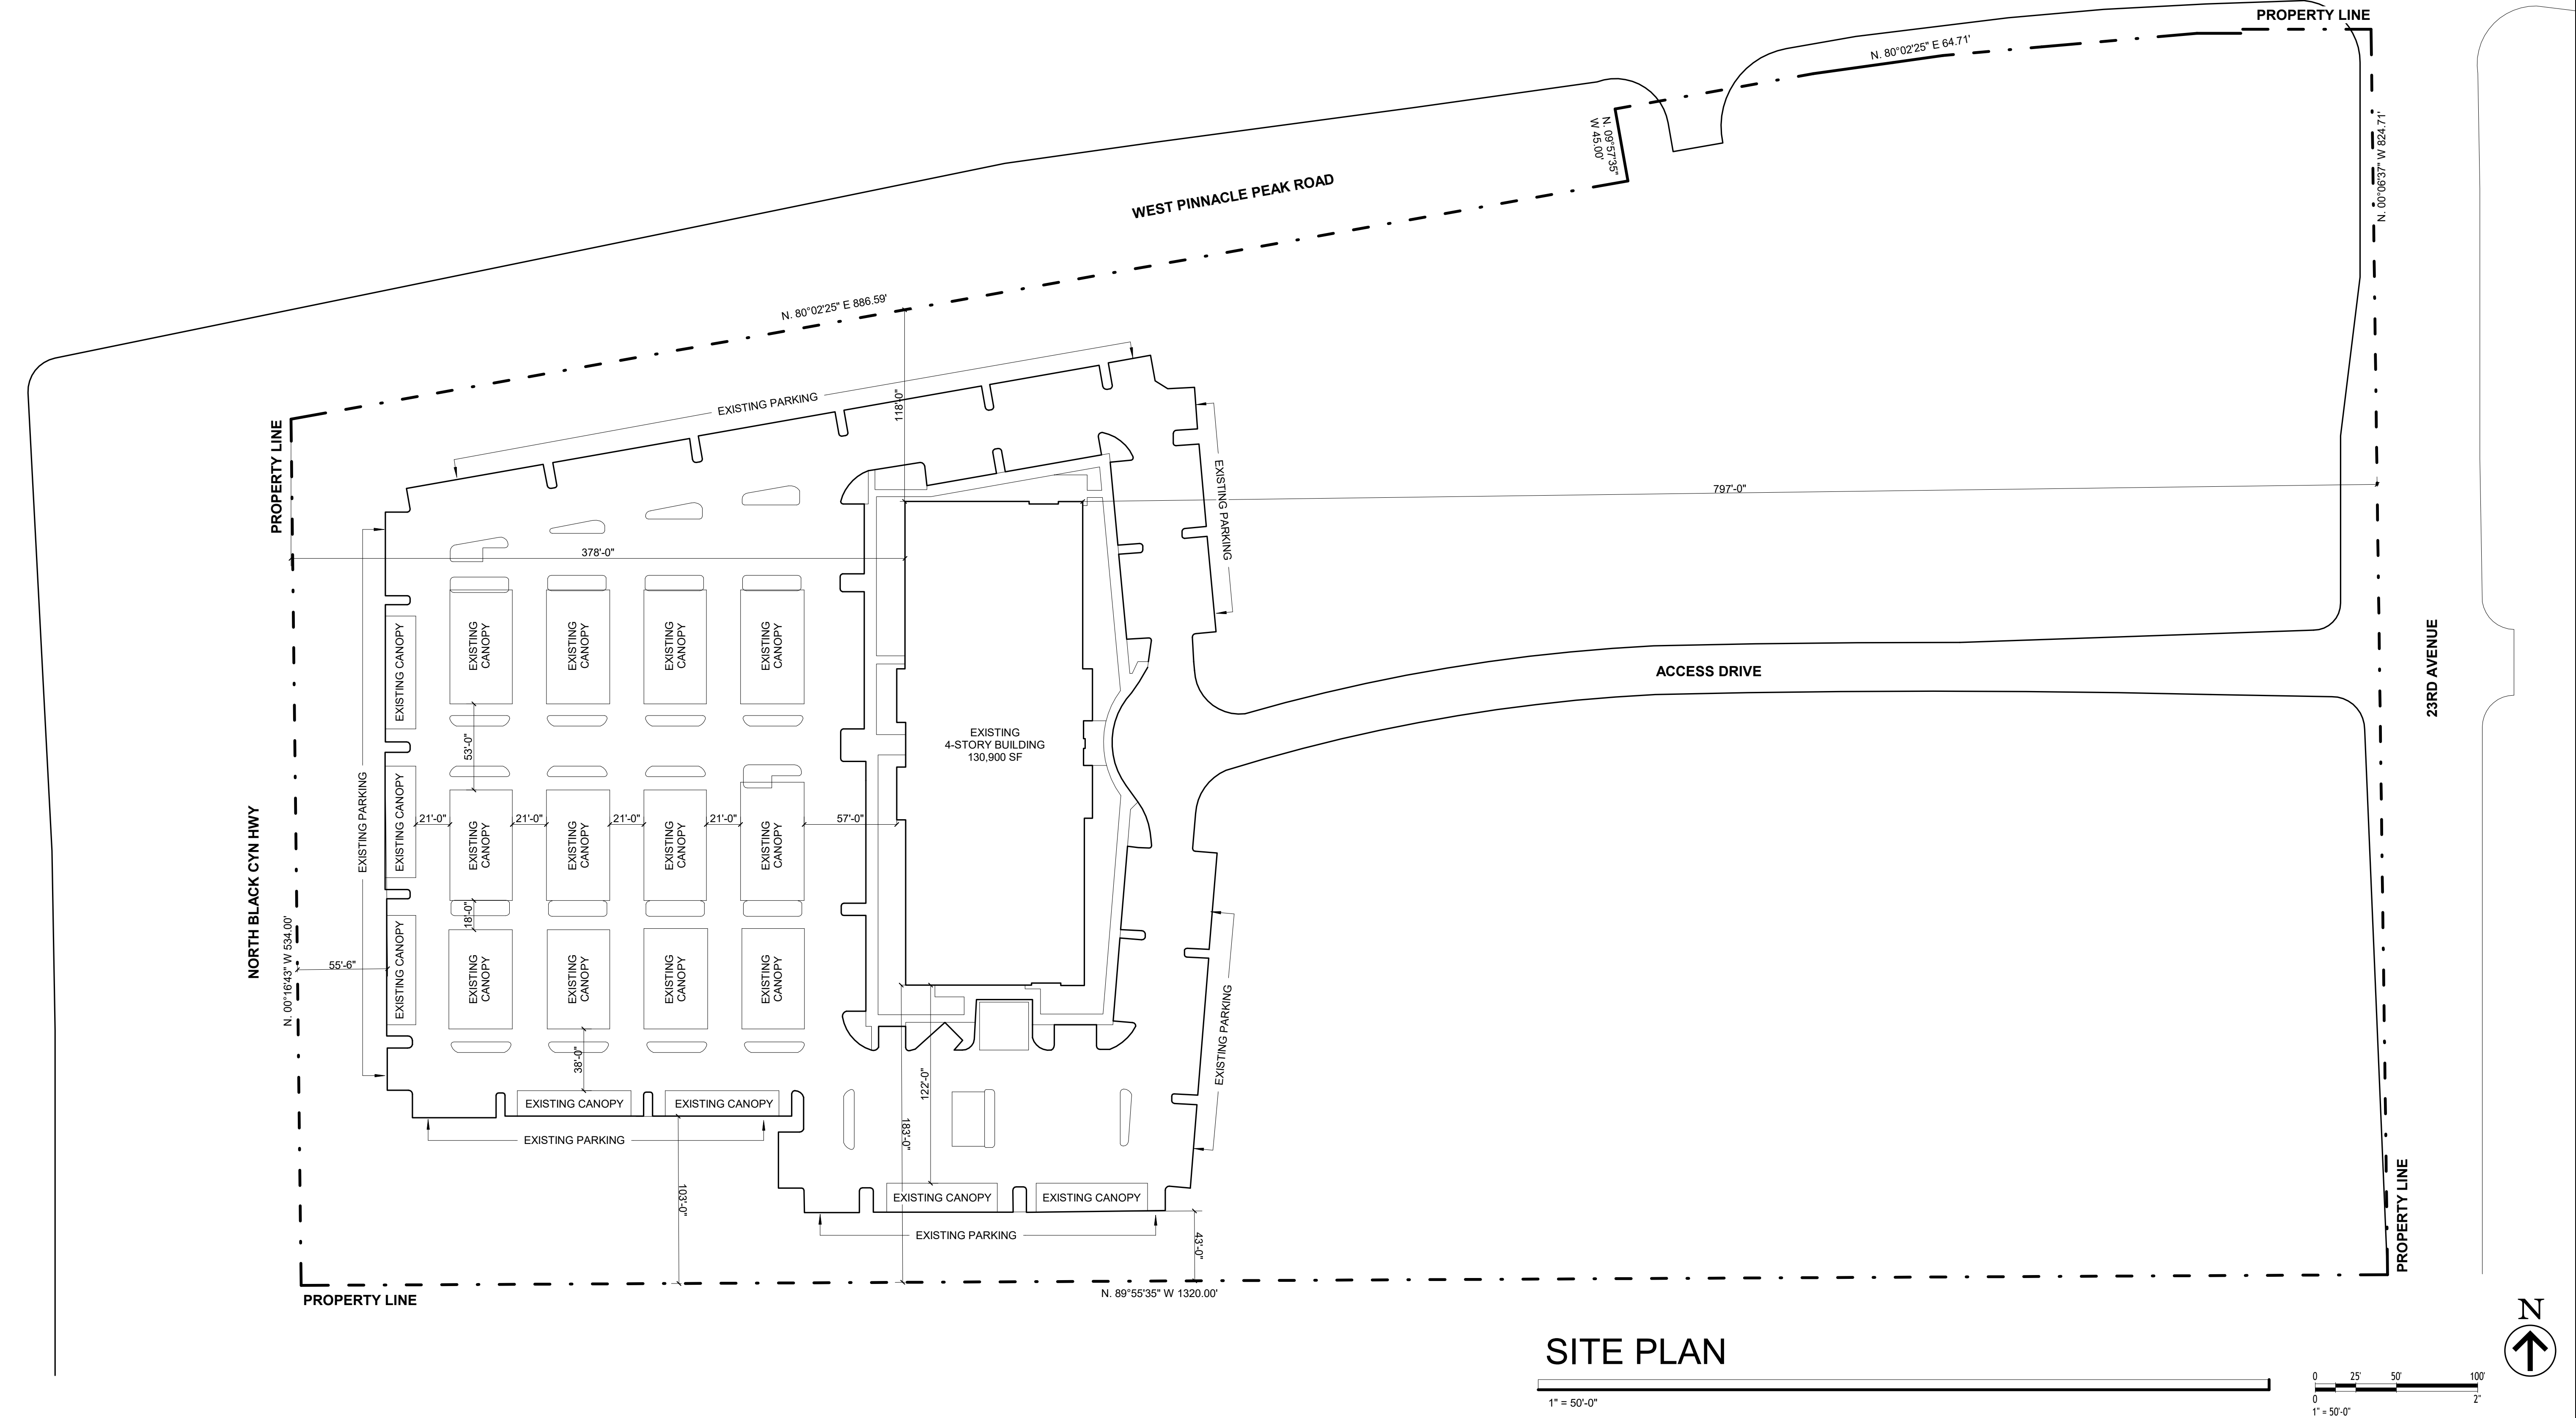 PROPERTY LINE
N. 80°02'25" E 64.71'
N. 09°57'35"
W 45.00'
N. 00°06'37" W 824.71'
WEST PINNACLE PEAK ROAD
N. 80°02'25" E 886.59'
EXISTING PARKING
118'-0"
PROPERTY LINE
EXISTING PARKING
797'-0"
378'-0"
EXISTING CANOPY
EXISTING
CANOPY
EXISTING
CANOPY
EXISTING
CANOPY
EXISTING
CANOPY
ACCESS DRIVE
23RD AVENUE
53'-0"
EXISTING
4-STORY BUILDING
130,900 SF
NORTH BLACK CYN HWY
EXISTING PARKING
EXISTING CANOPY
21'-0"
EXISTING
CANOPY
21'-0"
EXISTING
CANOPY
21'-0"
EXISTING
CANOPY
21'-0"
EXISTING
CANOPY
57'-0"
18'-0"
N. 00°16'43" W 534.00'
55'-6"
EXISTING CANOPY
EXISTING
CANOPY
EXISTING
CANOPY
EXISTING
CANOPY
EXISTING
CANOPY
EXISTING PARKING
38'-0"
122'-0"
183'-0"
EXISTING CANOPY
EXISTING CANOPY
EXISTING PARKING
103'-0"
EXISTING CANOPY
EXISTING CANOPY
EXISTING PARKING
43'-0"
PROPERTY LINE
PROPERTY LINE
N. 89°55'35" W 1320.00'
N
SITE PLAN
1" = 50'-0"
0 25' 50' 100'
0 2"
1" = 50'-0"